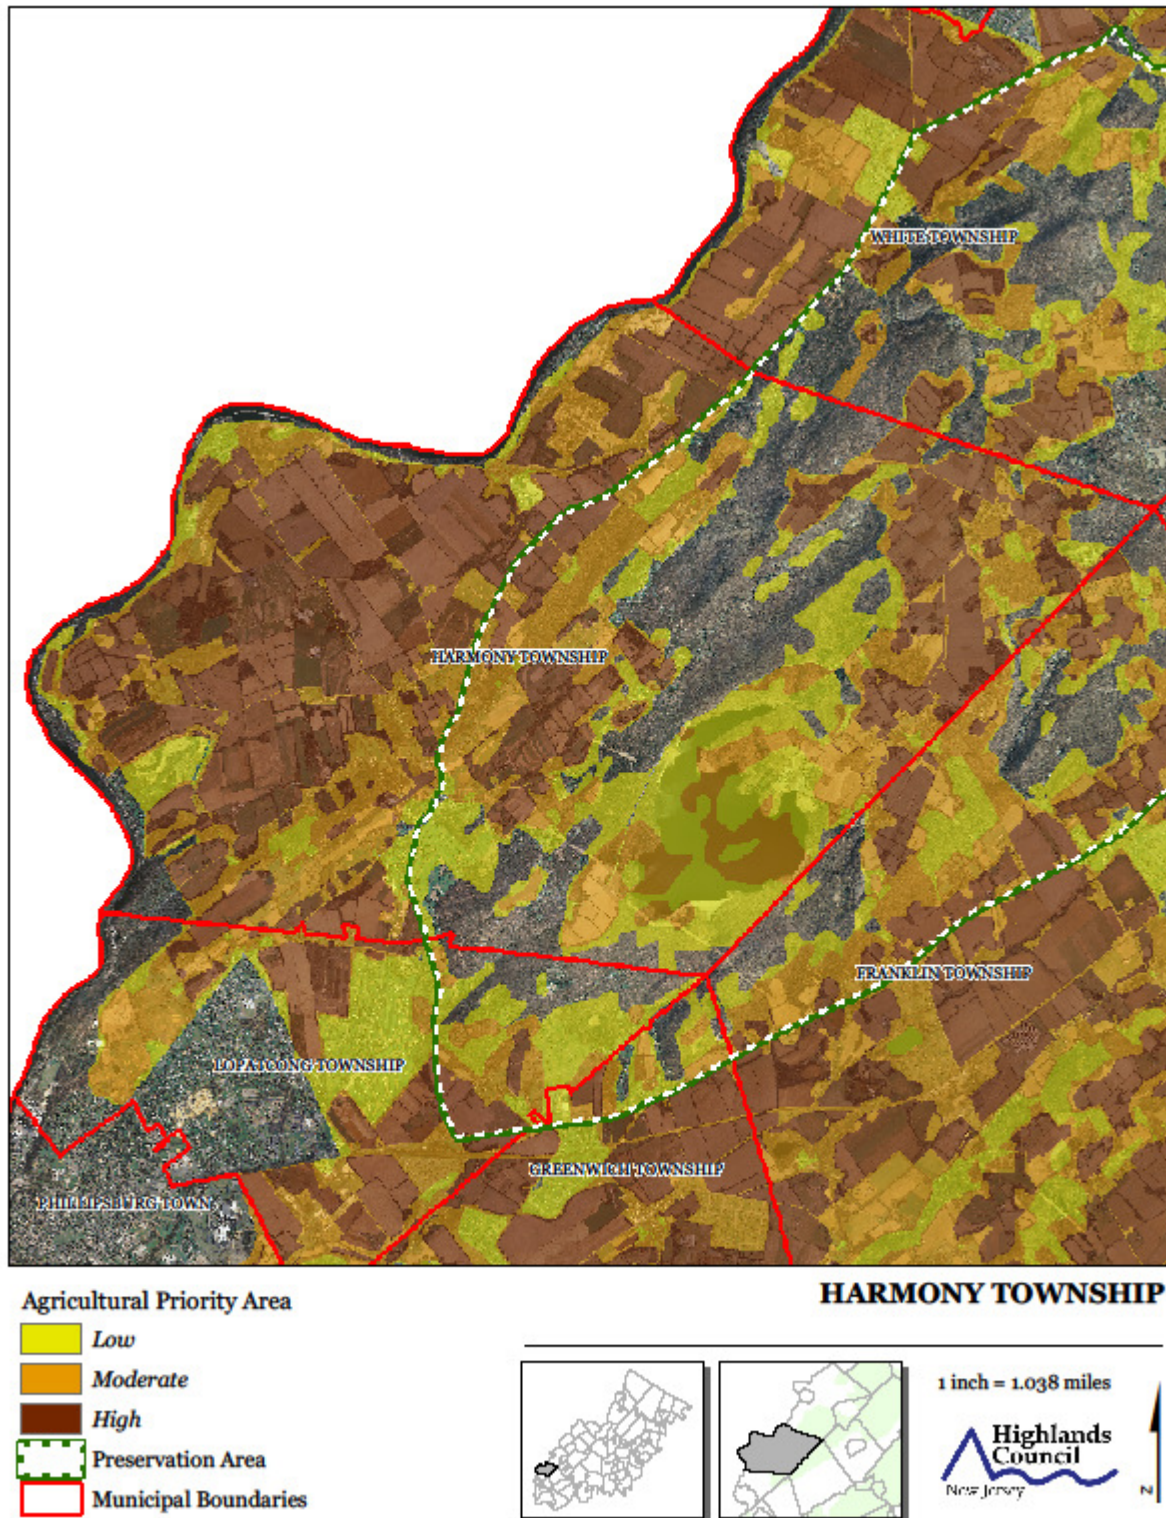 WHITE TOWNSHIP
HARMONY TOWNSHIP
FRANKLIN TOWNSHIP
LOPATCONG TOWNSHIP
GREENWICH TOWNSHIP
PHILLIPSBURG TOWN
Agricultural Priority Area
Low
Moderate
High
Preservation Area
Municipal Boundaries
HARMONY TOWNSHIP
1 inch = 1.038 miles
Highlands
Council
New Jersey
N